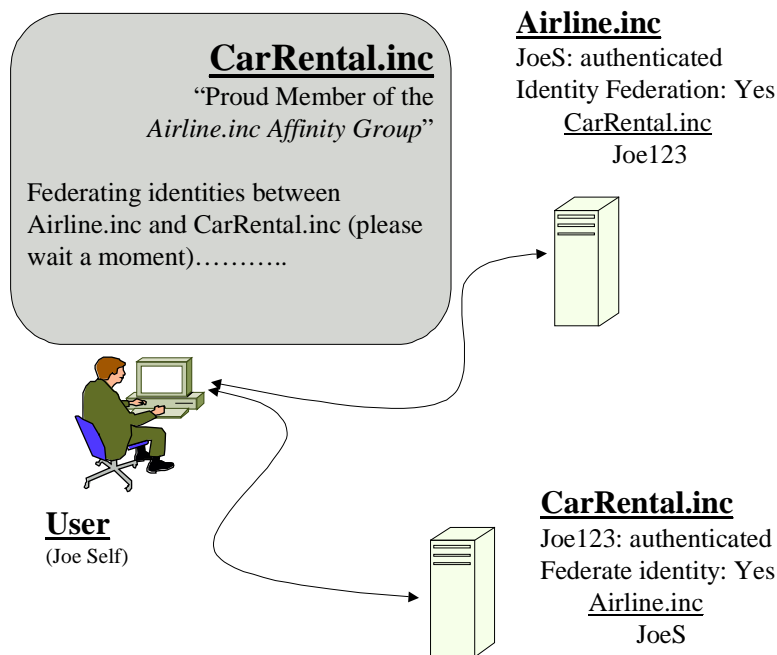 CarRental.inc
“Proud Member of the
Airline.inc Affinity Group”
Federating identities between
Airline.inc and CarRental.inc (please
wait a moment)………..
Airline.inc
JoeS: authenticated
Identity Federation: Yes
CarRental.inc
Joe123
User
(Joe Self)
CarRental.inc
Joe123: authenticated
Federate identity: Yes
Airline.inc
JoeS